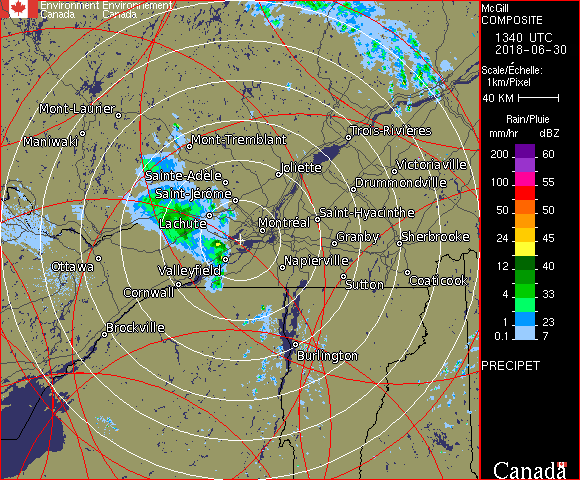 Environment Environnement
Canada Canada
McGill
COMPOSITE
1340 UTC
2018-06-30
Scale/Échelle:
1km/Pixel
40 KM
Rain/Pluie
mm/hr dBZ
200 60
100 55
50 50
24 45
12 40
4 33
1 23
0.1 7
PRECIPET
Mont-Laurier
Maniwaki
Mont-Tremblant
Trois-Rivières
Sainte-Adèle
Joliette
Victoriaville
Saint-Jérôme
Drummondville
Lachute
Montréal
Saint-Hyacinthe
Granby
Sherbrooke
Ottawa
Valleyfield
Napierville
Cornwall
Sutton
Coaticook
Brockville
Burlington
Canada